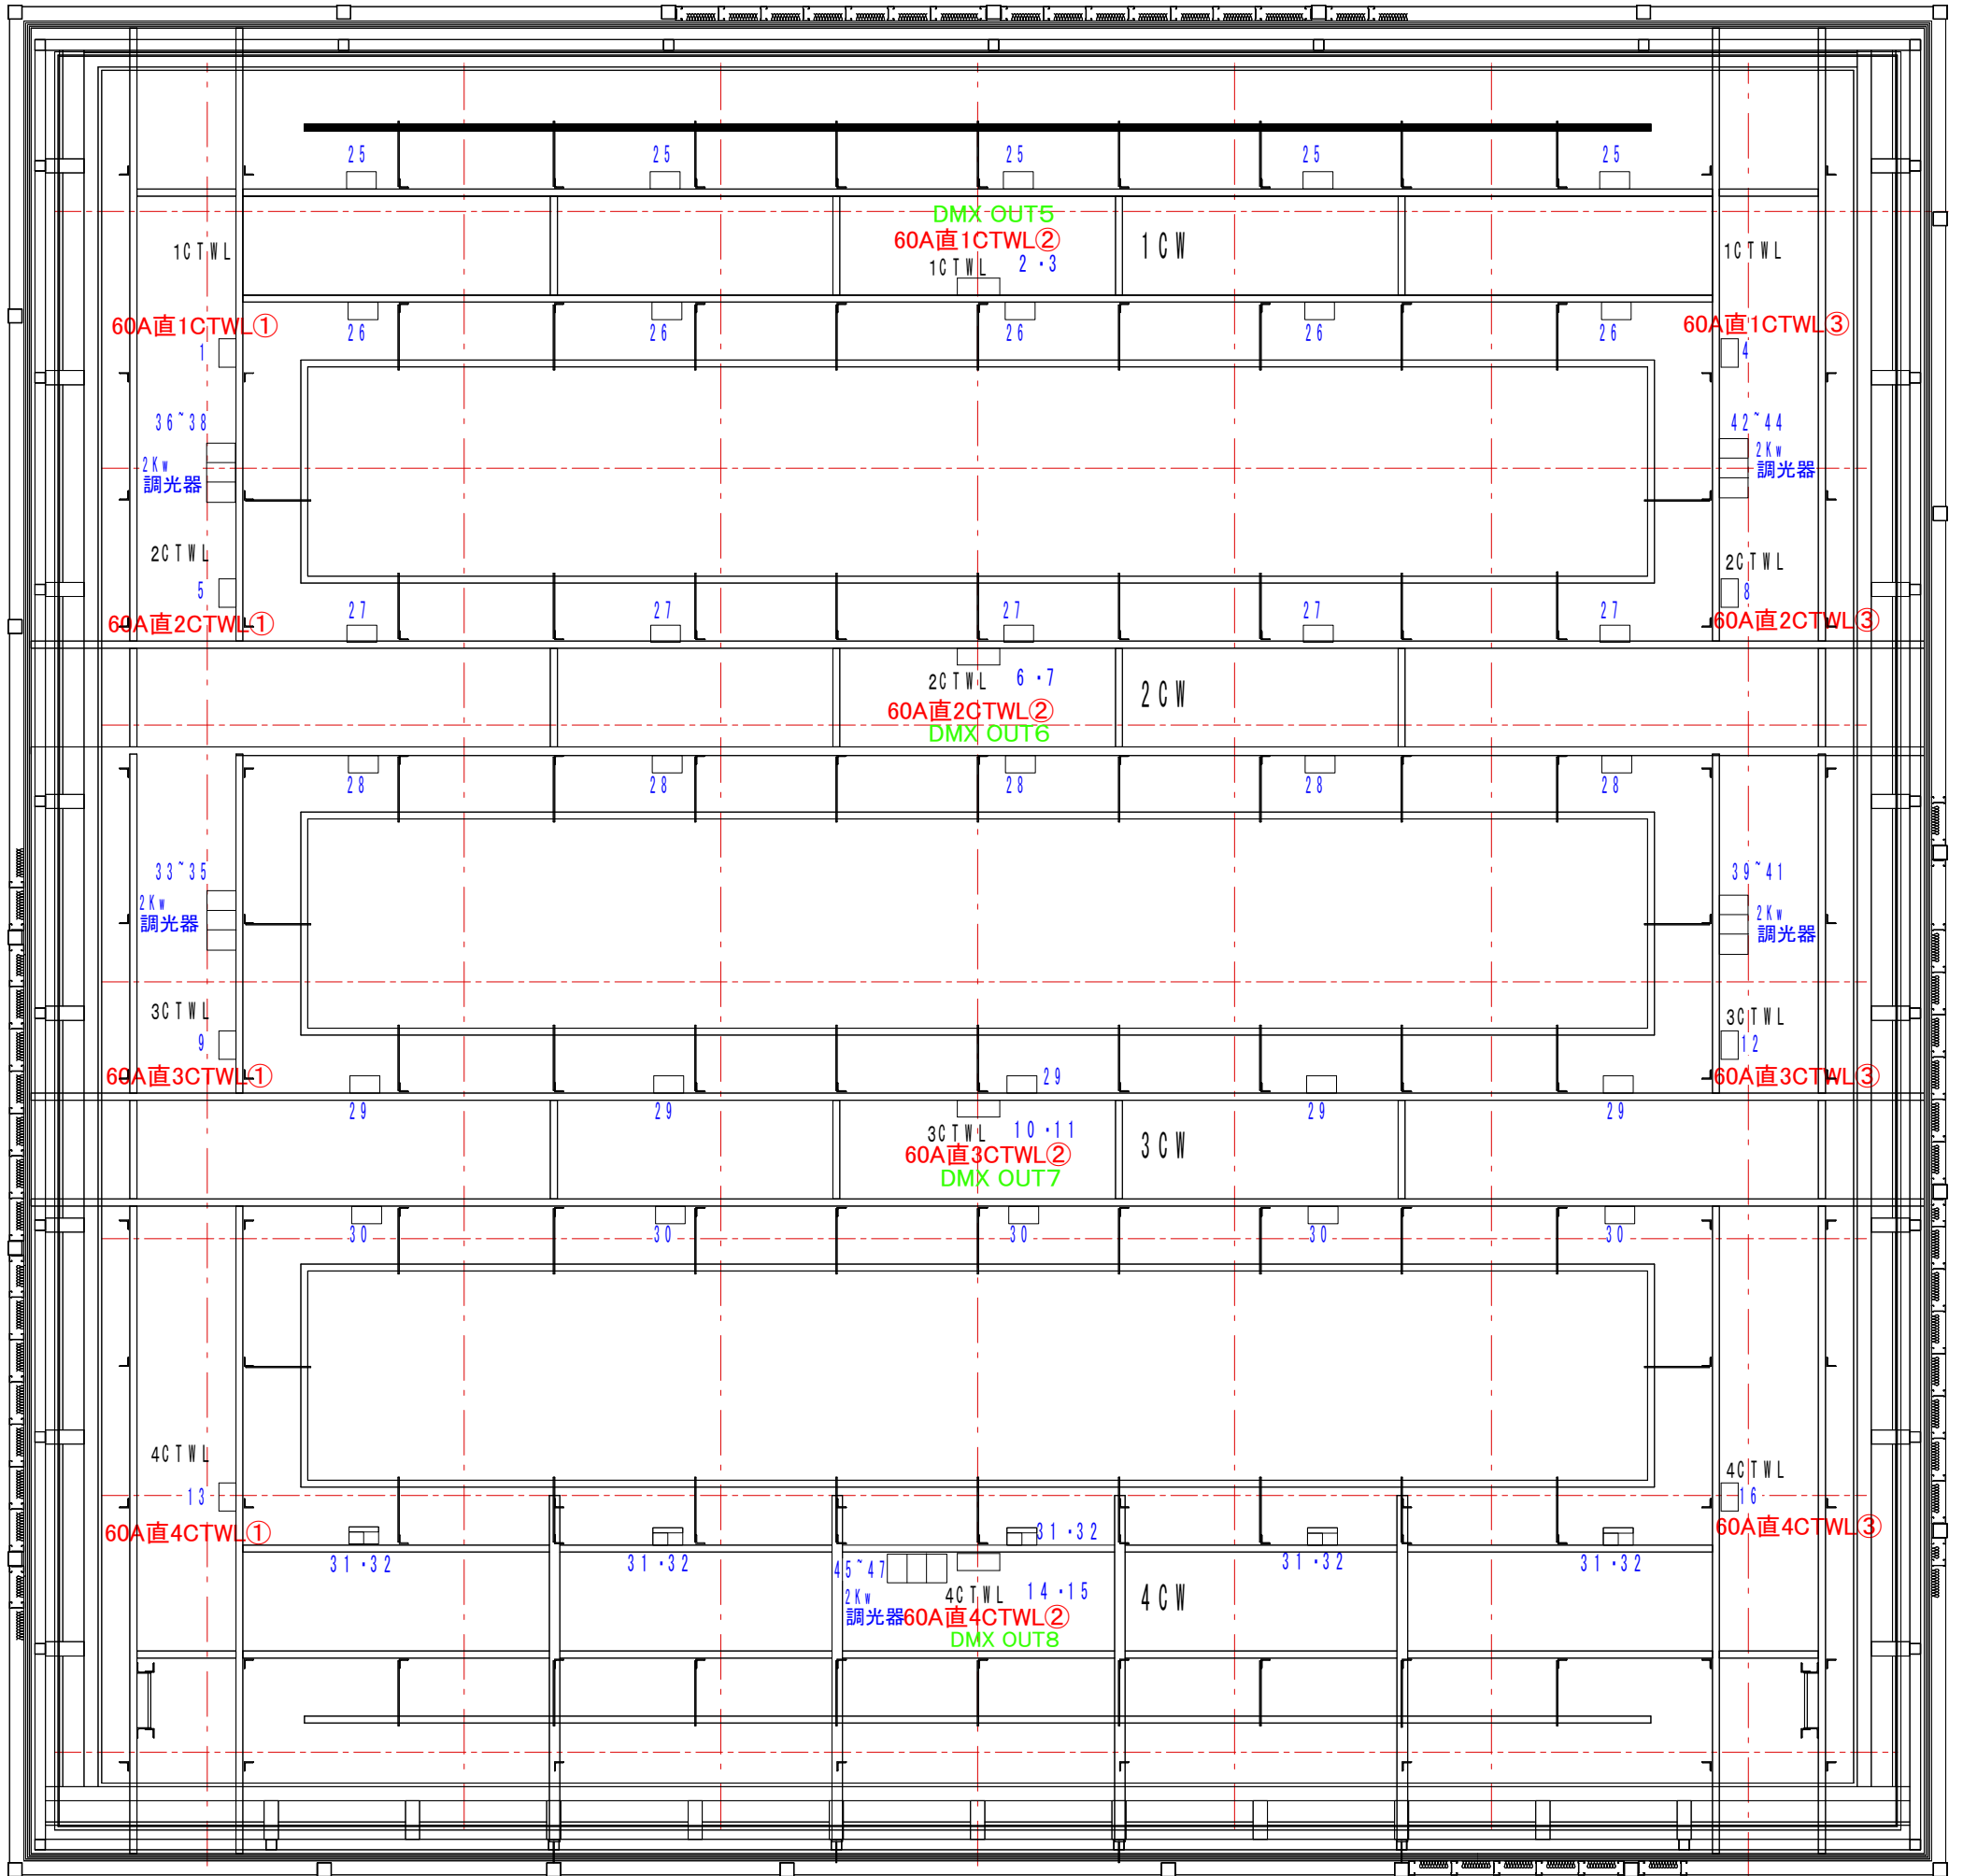 25 25 25 25 25
DMX OUT5
60A直1CTWL②
1CTWL 2・3
1CW
1CTWL
1CTWL
60A直1CTWL①
1
26 26 26 26 26
60A直1CTWL③
4
36~38
2Kw
調光器
42~44
2Kw
調光器
2CTWL
5
60A直2CTWL①
27 27 27 27 27
2CTWL
8
60A直2CTWL③
2CTWL 6・7
60A直2CTWL②
DMX OUT6
2CW
28 28 28 28 28
33~35
2Kw
調光器
39~41
2Kw
調光器
3CTWL
9
60A直3CTWL①
3CTWL
12
60A直3CTWL③
29 29 29 29 29
3CTWL 10・11
60A直3CTWL②
DMX OUT7
3CW
30 30 30 30 30
4CTWL
13
60A直4CTWL①
4CTWL
16
60A直4CTWL③
31・32 31・32 31・32 31・32 31・32
45~47
2Kw
調光器
4CTWL 14・15
60A直4CTWL②
DMX OUT8
4CW